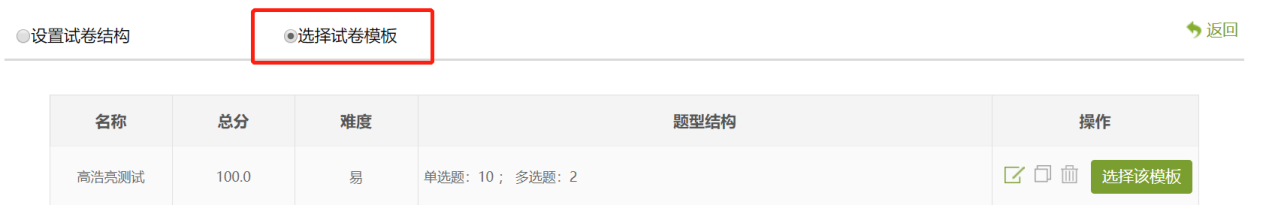 设置试卷结构 选择试卷模板 返回
名称 总分 难度 题型结构 操作
高浩亮测试 100.0 易 单选题：10； 多选题：2 选择该模板